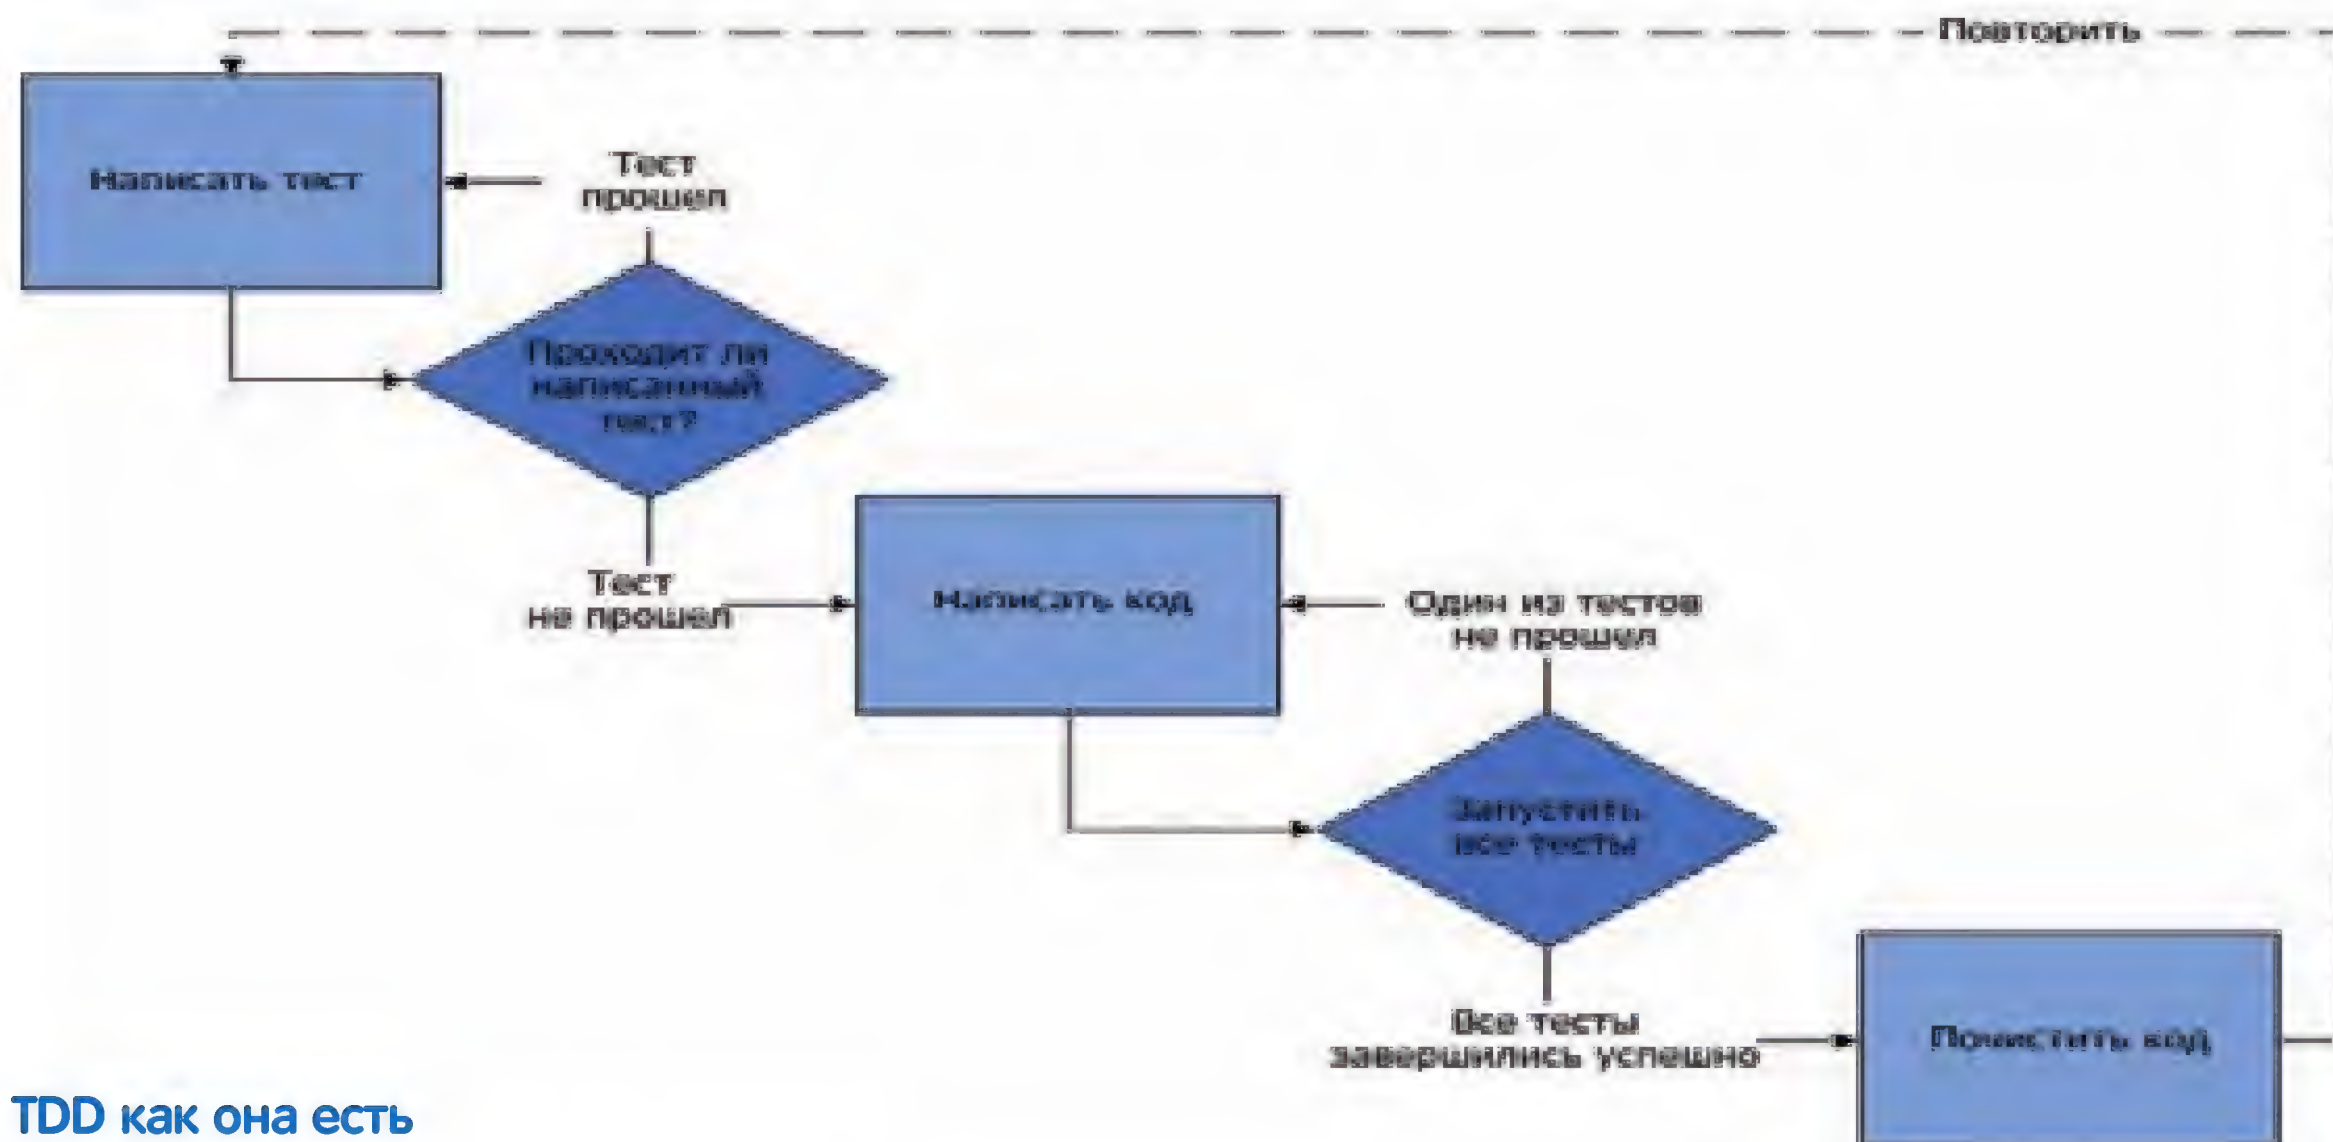 Повторить
Написать тест
Тест
прошел
Проходит ли
написанный
тест?
Тест
не прошел
Написать код
Один из тестов
не прошел
Запустить
все тесты
Все тесты
завершились успешно
Почистить код
TDD как она есть